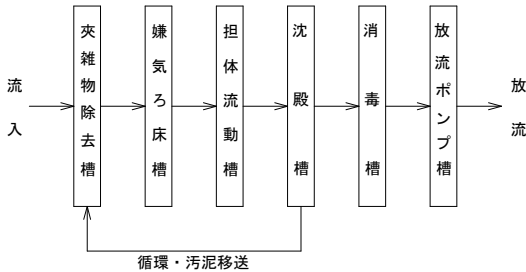 流入
夾雑物除去槽
嫌気ろ床槽
担体流動槽
沈殿槽
消毒槽
放流ポンプ槽
放流
循環・汚泥移送